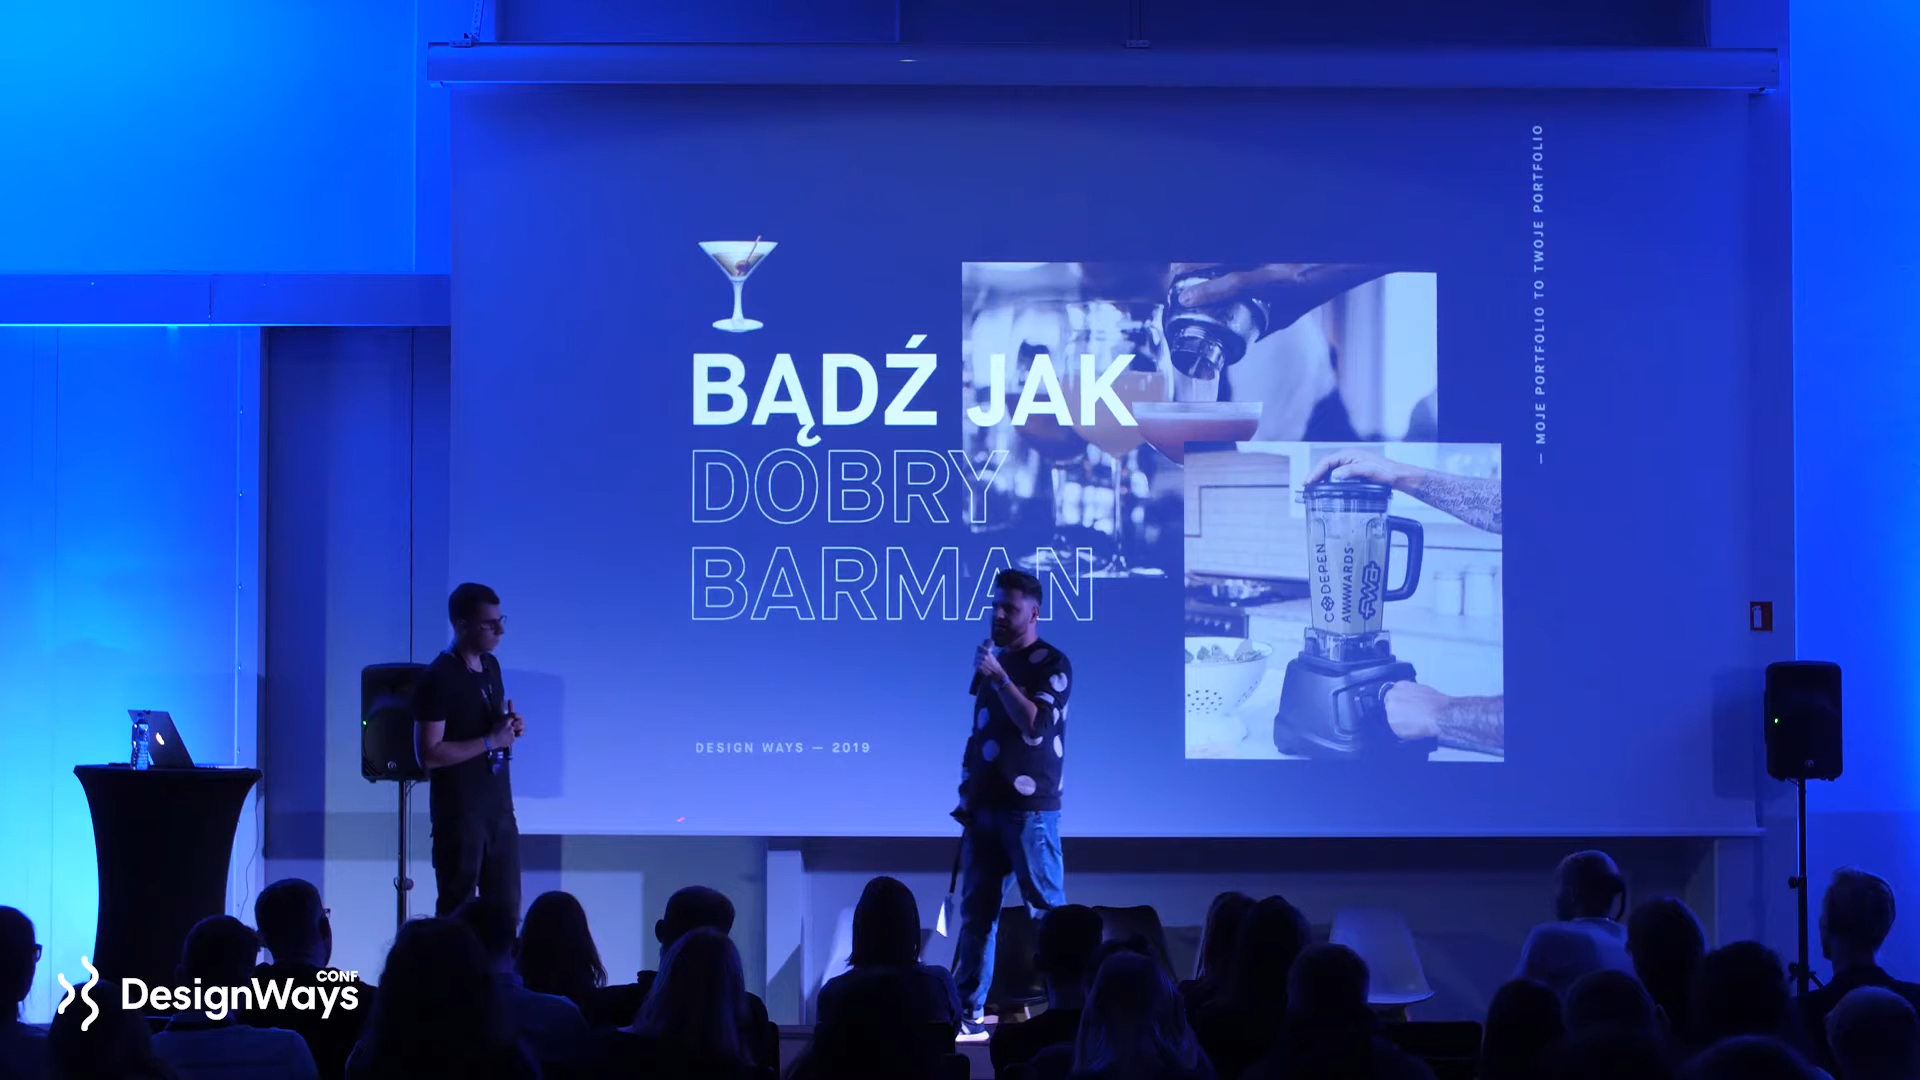 BĄDŹ JAK
DOBRY
BARMAN
— MOJE PORTFOLIO TO TWOJE PORTFOLIO
CODEPEN
AWWWARDS
FWA
DESIGN WAYS — 2019
DesignWays CONF